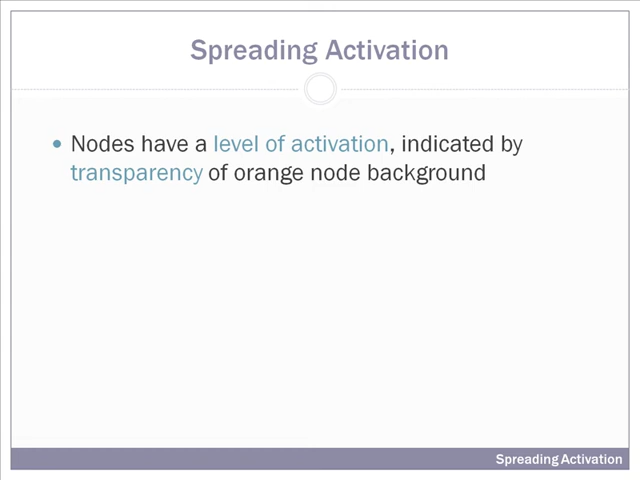 Spreading Activation
• Nodes have a level of activation, indicated by
transparency of orange node background
Spreading Activation